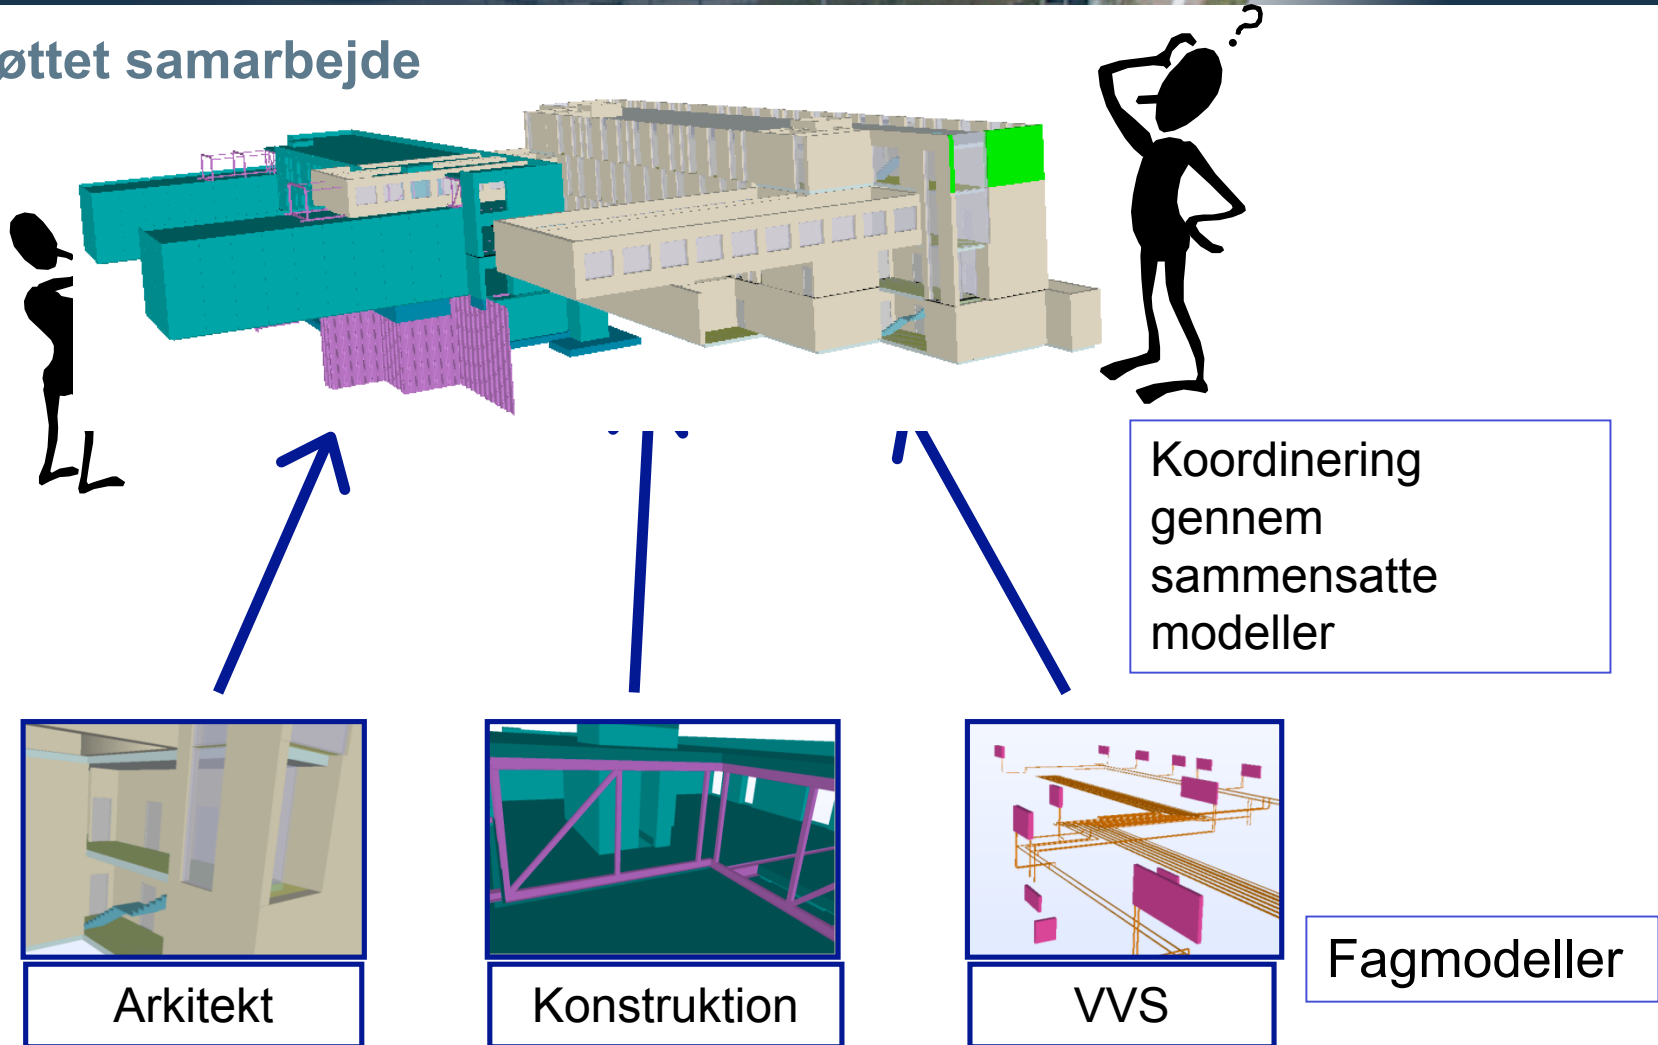 øttet samarbejde
?
Koordinering
gennem
sammensatte
modeller
Arkitekt
Konstruktion
VVS
Fagmodeller